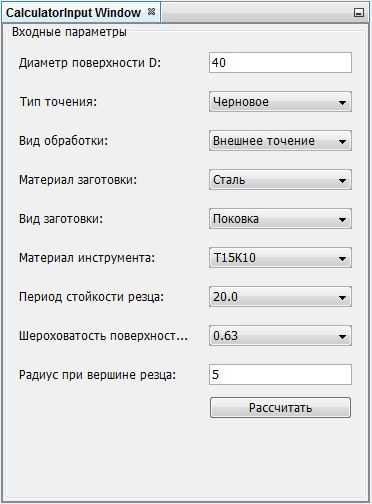 CalculatorInput Window
Входные параметры
Диаметр поверхности D: 40
Тип точения: Черновое
Вид обработки: Внешнее точение
Материал заготовки: Сталь
Вид заготовки: Поковка
Материал инструмента: Т15К10
Период стойкости резца: 20.0
Шероховатость поверхност... 0.63
Радиус при вершине резца: 5
Рассчитать